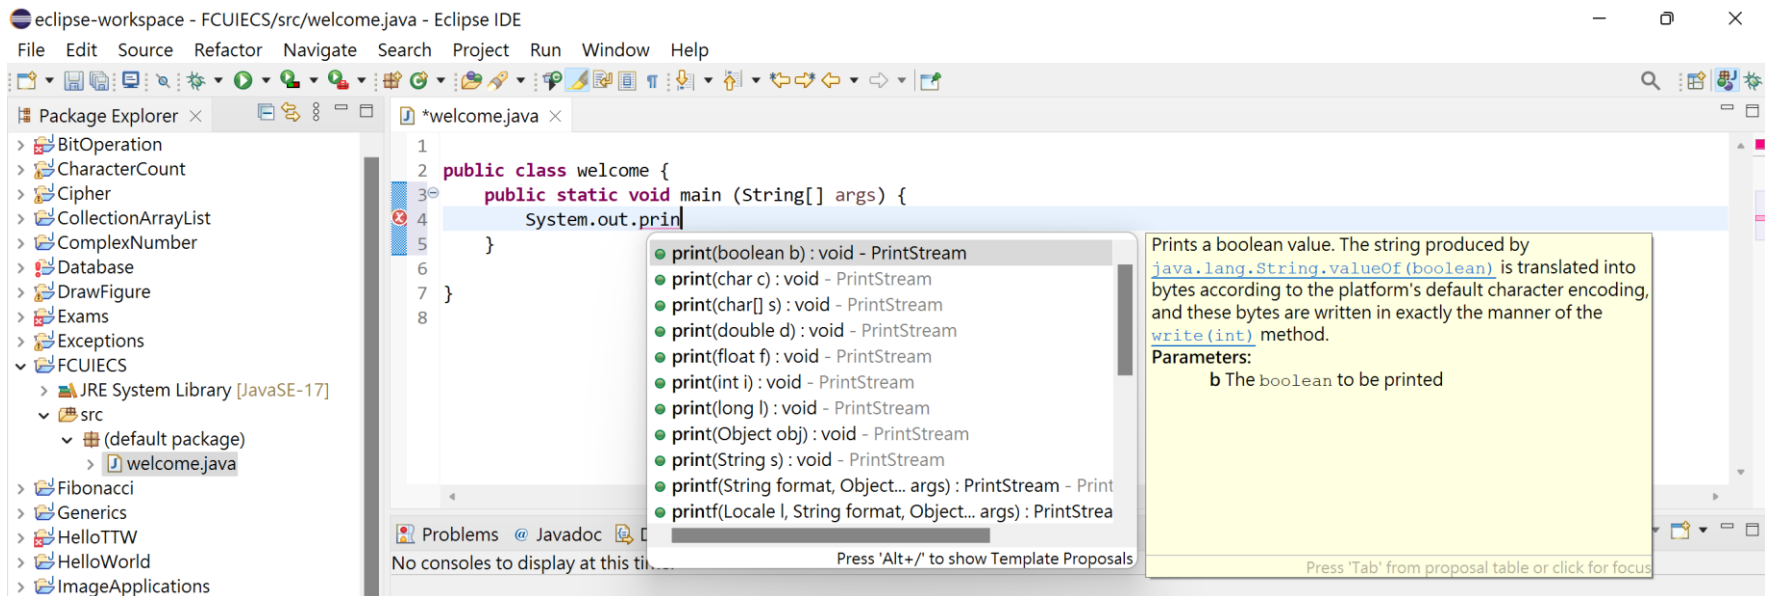 eclipse-workspace - FCUIECS/src/welcome.java - Eclipse IDE
File Edit Source Refactor Navigate Search Project Run Window Help
Package Explorer
BitOperation
CharacterCount
Cipher
CollectionArrayList
ComplexNumber
Database
DrawFigure
Exams
Exceptions
FCUIECS
JRE System Library [JavaSE-17]
src
(default package)
welcome.java
Fibonacci
Generics
HelloTTW
HelloWorld
ImageApplications
*welcome.java
1
2 public class welcome {
3 public static void main (String[] args) {
4 System.out.prin
5 }
6
7 }
8
print(boolean b) : void - PrintStream
print(char c) : void - PrintStream
print(char[] s) : void - PrintStream
print(double d) : void - PrintStream
print(float f) : void - PrintStream
print(int i) : void - PrintStream
print(long l) : void - PrintStream
print(Object obj) : void - PrintStream
print(String s) : void - PrintStream
printf(String format, Object... args) : PrintStream - Print
printf(Locale l, String format, Object... args) : PrintStrea
Press 'Alt+/' to show Template Proposals
Prints a boolean value. The string produced by
java.lang.String.valueOf(boolean) is translated into
bytes according to the platform's default character encoding,
and these bytes are written in exactly the manner of the
write(int) method.
Parameters:
b The boolean to be printed
Press 'Tab' from proposal table or click for focus
Problems @ Javadoc
No consoles to display at this